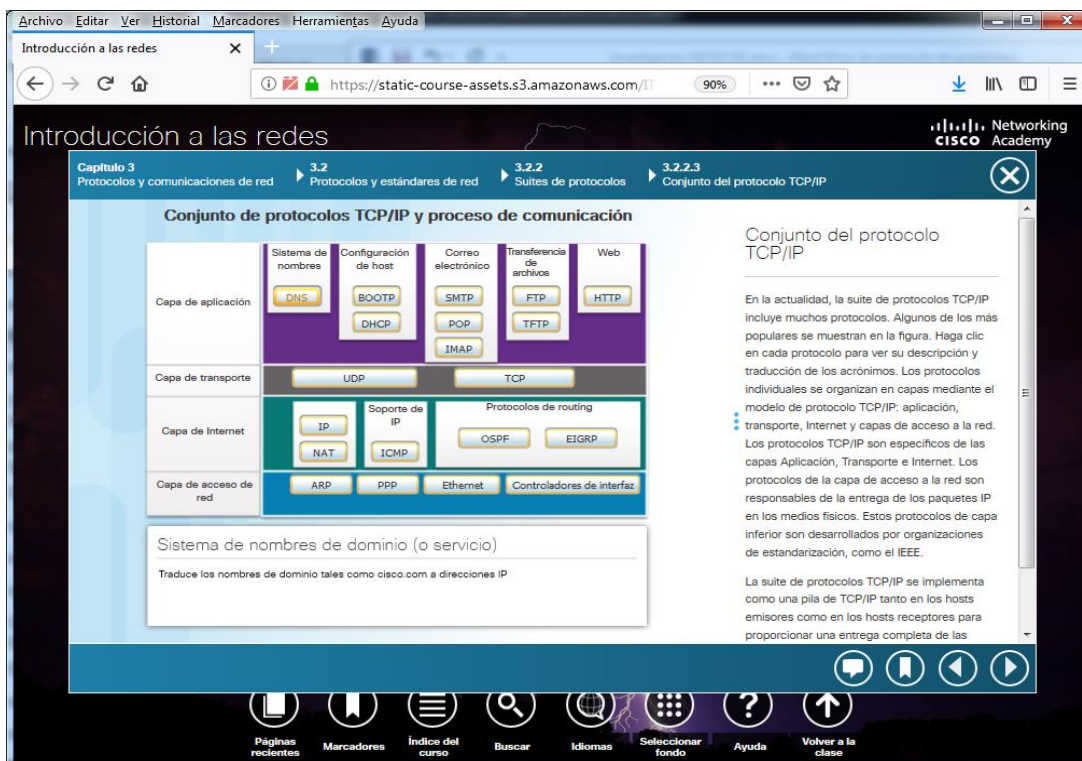 Archivo Editar Ver Historial Marcadores Herramientas Ayuda
Introducción a las redes
https://static-course-assets.s3.amazonaws.com/
90%
Introducción a las redes
CISCO Networking Academy
Capítulo 3
Protocolos y comunicaciones de red
3.2
Protocolos y estándares de red
3.2.2
Suites de protocolos
3.2.2.3
Conjunto del protocolo TCP/IP
Conjunto de protocolos TCP/IP y proceso de comunicación
Capa de aplicación
Sistema de
nombres
DNS
Configuración
de host
BOOTP
DHCP
Correo
electrónico
SMTP
POP
IMAP
Transferencia
de
archivos
FTP
TFTP
Web
HTTP
Capa de transporte
UDP TCP
Capa de Internet
IP
NAT
Soporte de
IP
ICMP
Protocolos de routing
OSPF EIGRP
Capa de acceso de
red
ARP PPP Ethernet Controladores de interfaz
Sistema de nombres de dominio (o servicio)
Traduce los nombres de dominio tales como cisco.com a direcciones IP
Conjunto del protocolo
TCP/IP
En la actualidad, la suite de protocolos TCP/IP
incluye muchos protocolos. Algunos de los más
populares se muestran en la figura. Haga clic
en cada protocolo para ver su descripción y
traducción de los acrónimos. Los protocolos
individuales se organizan en capas mediante el
modelo de protocolo TCP/IP: aplicación,
transporte, Internet y capas de acceso a la red.
Los protocolos TCP/IP son específicos de las
capas Aplicación, Transporte e Internet. Los
protocolos de la capa de acceso a la red son
responsables de la entrega de los paquetes IP
en los medios físicos. Estos protocolos de capa
inferior son desarrollados por organizaciones
de estandarización, como el IEEE.
La suite de protocolos TCP/IP se implementa
como una pila de TCP/IP tanto en los hosts
emisores como en los hosts receptores para
proporcionar una entrega completa de las
Páginas
recientes
Marcadores
Índice del
curso
Buscar
Idiomas
Seleccionar
fondo
Ayuda
Volver a la
clase